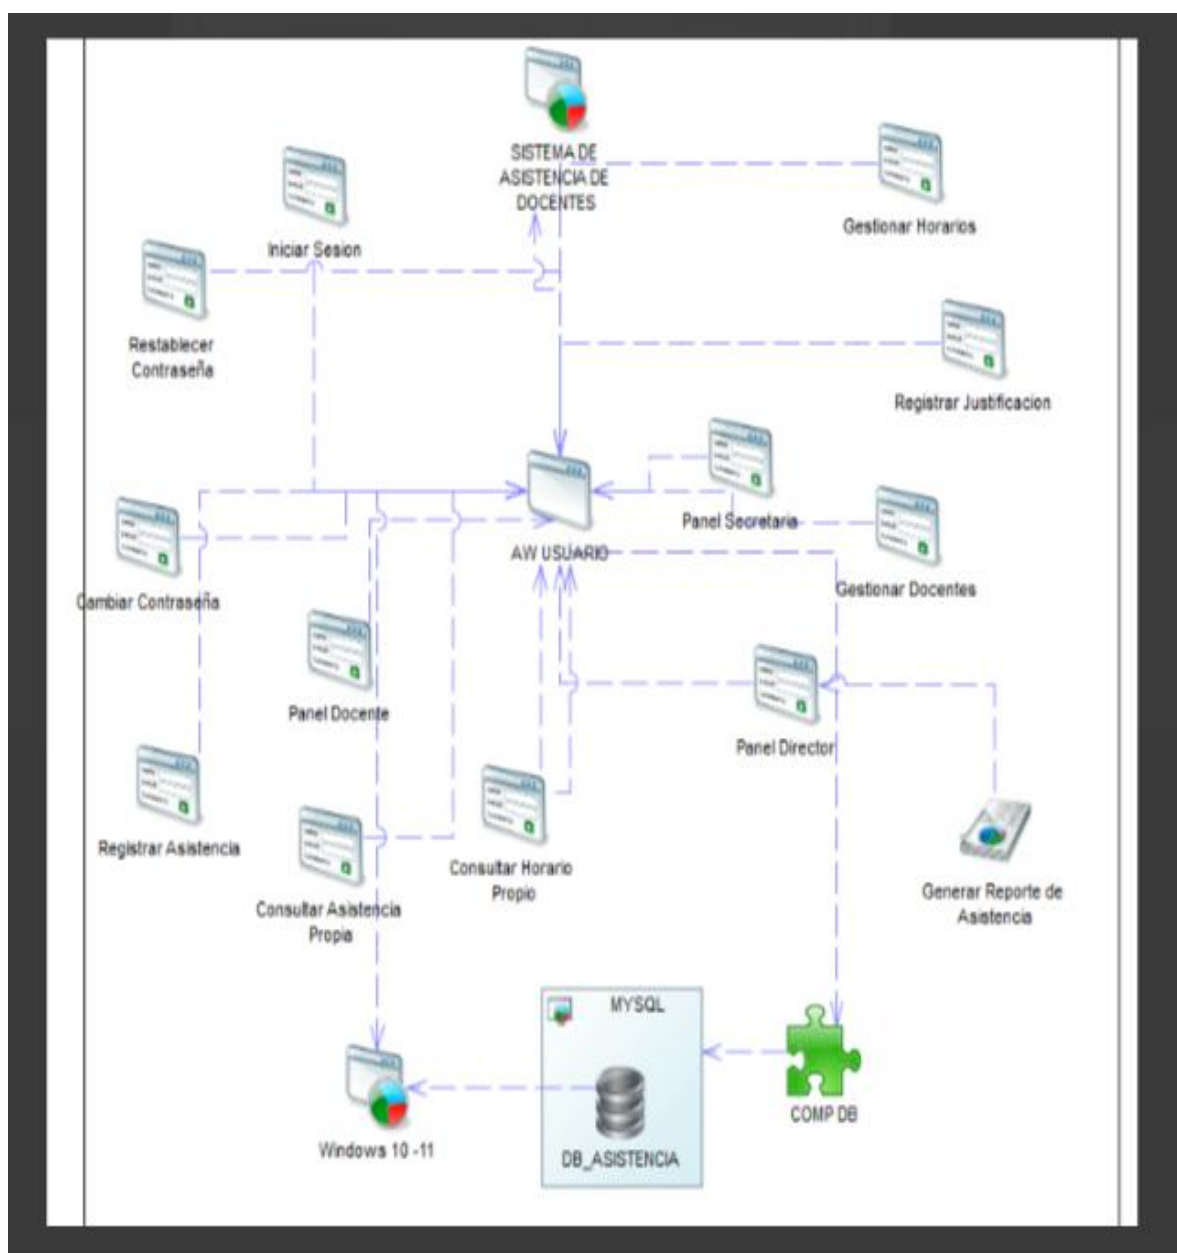 SISTEMA DE
ASISTENCIA DE
DOCENTES
Gestionar Horarios
Iniciar Sesion
Restablecer
Contraseña
Registrar Justificacion
Panel Secretaria
AW USUARIO
Gestionar Docentes
Cambiar Contraseña
Panel Docente
Panel Director
Registrar Asistencia
Consultar Horario
Propio
Consultar Asistencia
Propia
Generar Reporte de
Asistencia
MYSQL
COMP DB
Windows 10 -11
DB_ASISTENCIA